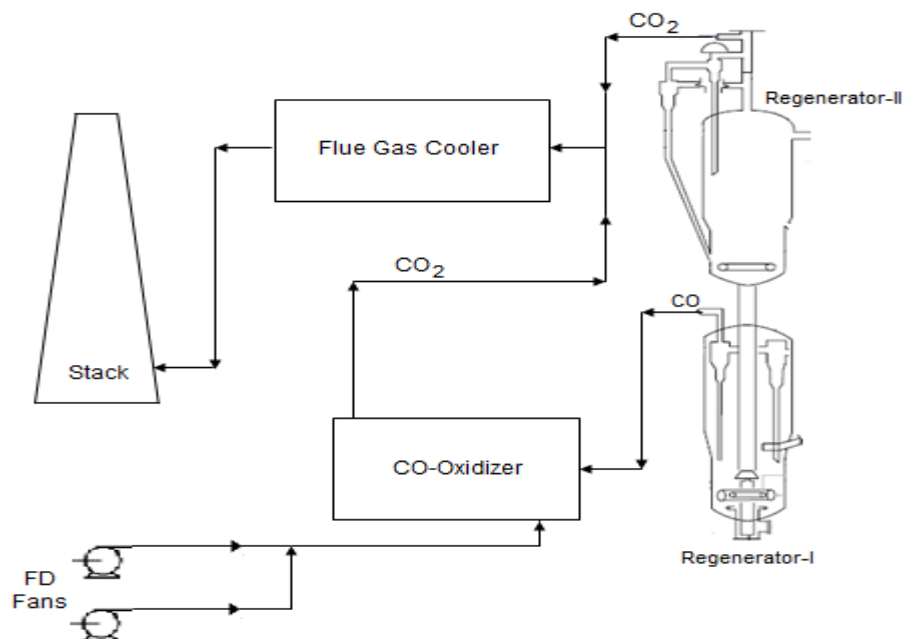 CO2
Regenerator-II
Flue Gas Cooler
CO2
CO
Stack
CO-Oxidizer
Regenerator-I
FD
Fans